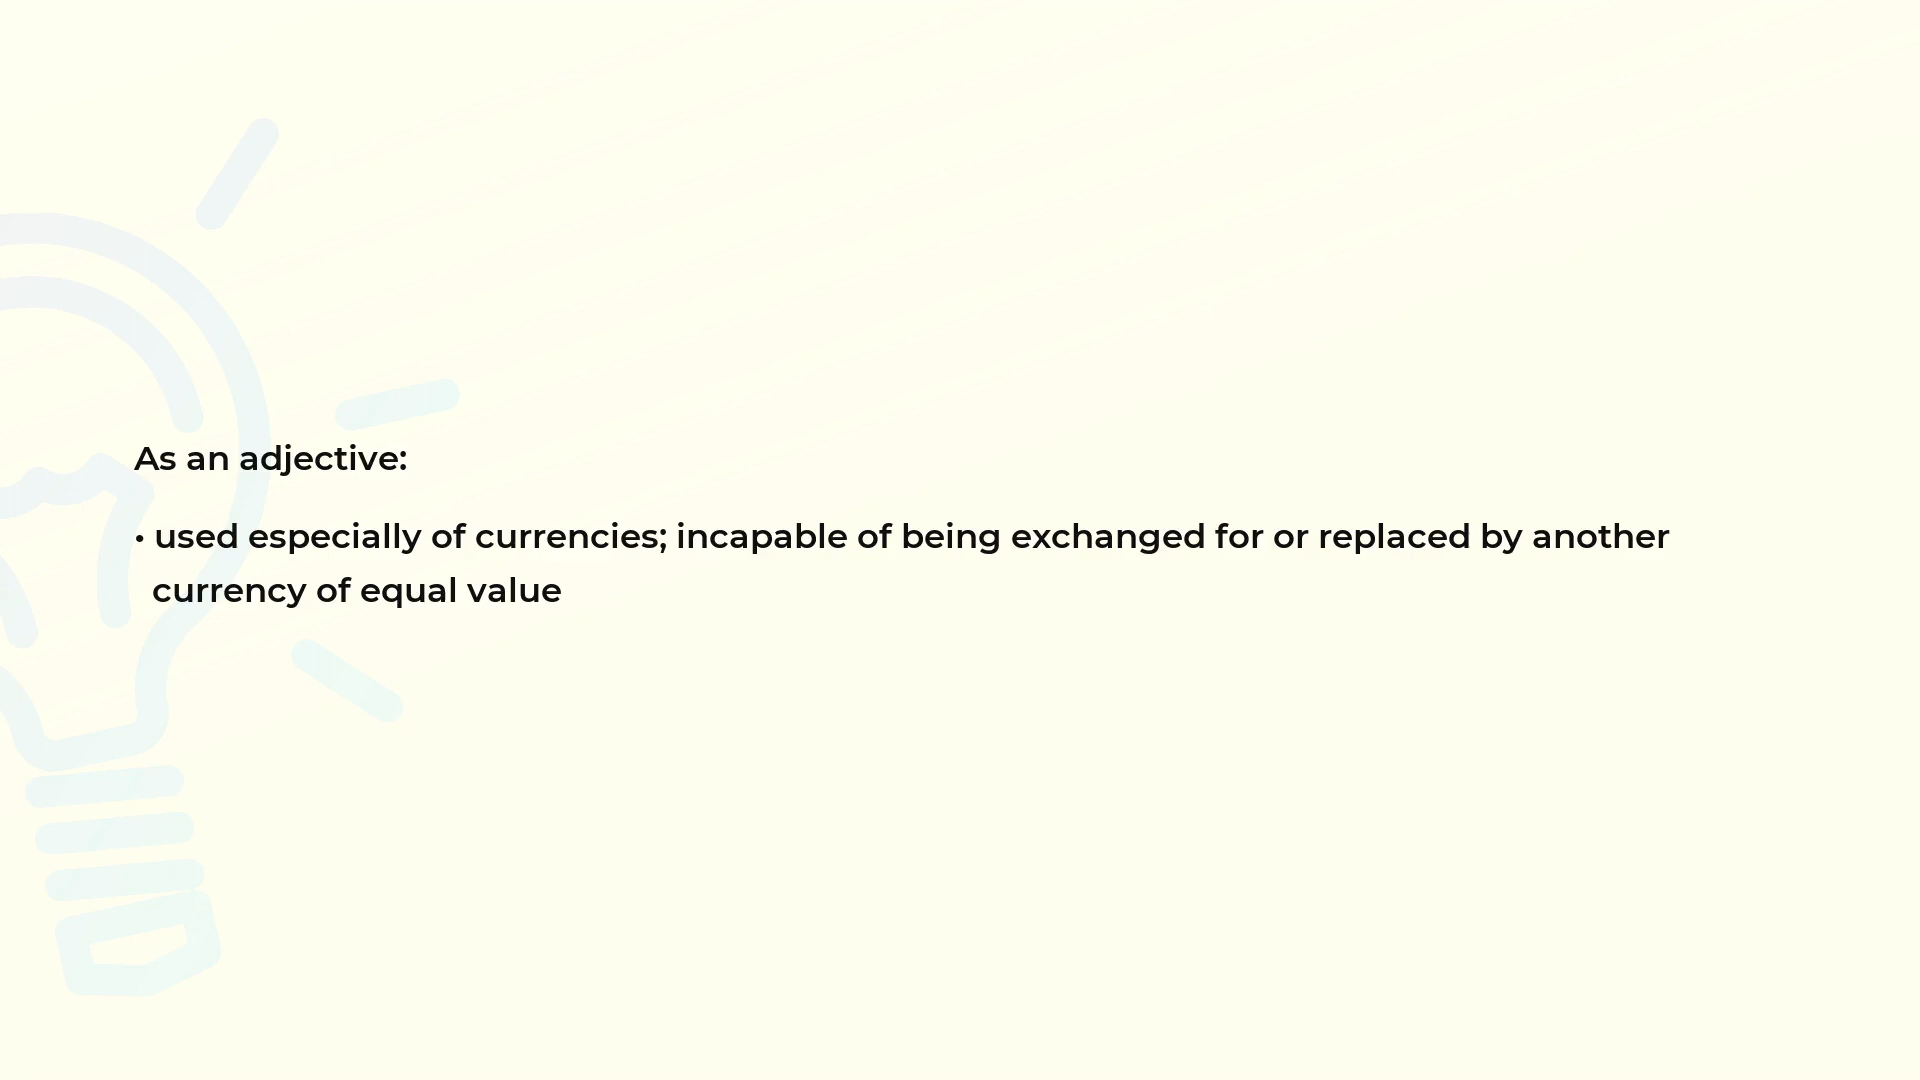 As an adjective:
• used especially of currencies; incapable of being exchanged for or replaced by another
currency of equal value